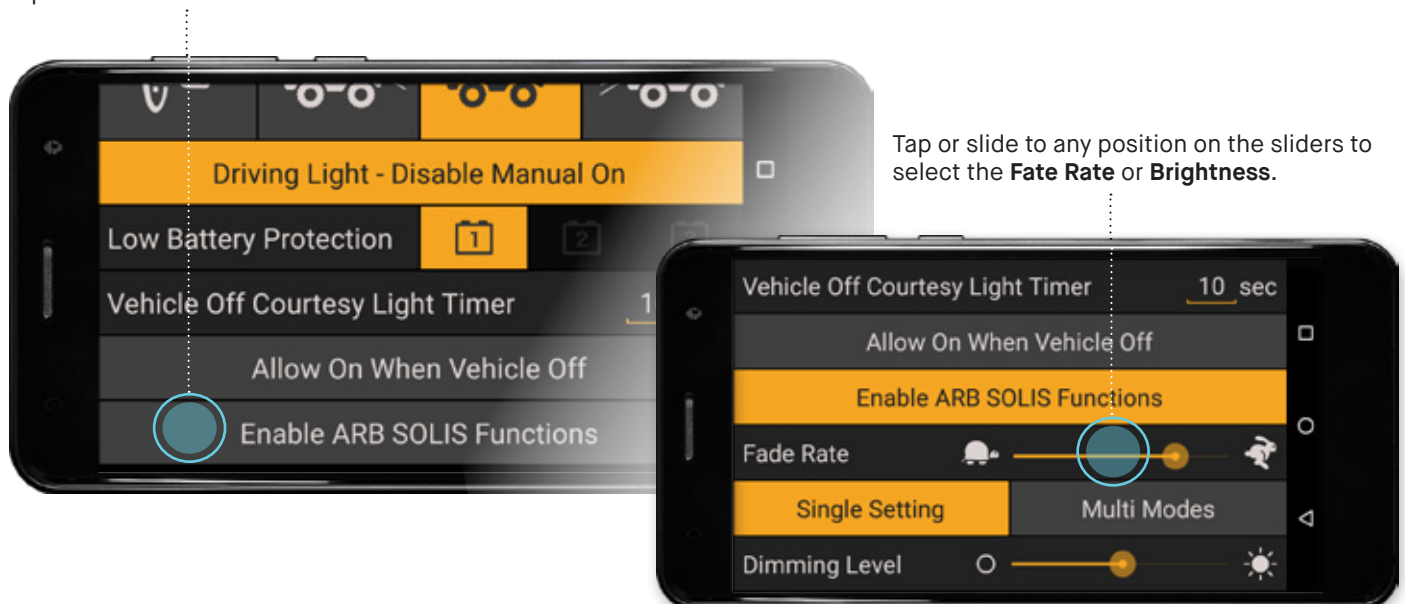 Driving Light - Disable Manual On
Low Battery Protection 1 2
Vehicle Off Courtesy Light Timer 1
Allow On When Vehicle Off
Enable ARB SOLIS Functions
Tap or slide to any position on the sliders to
select the Fate Rate or Brightness.
Vehicle Off Courtesy Light Timer 10 sec
Allow On When Vehicle Off
Enable ARB SOLIS Functions
Fade Rate
Single Setting Multi Modes
Dimming Level